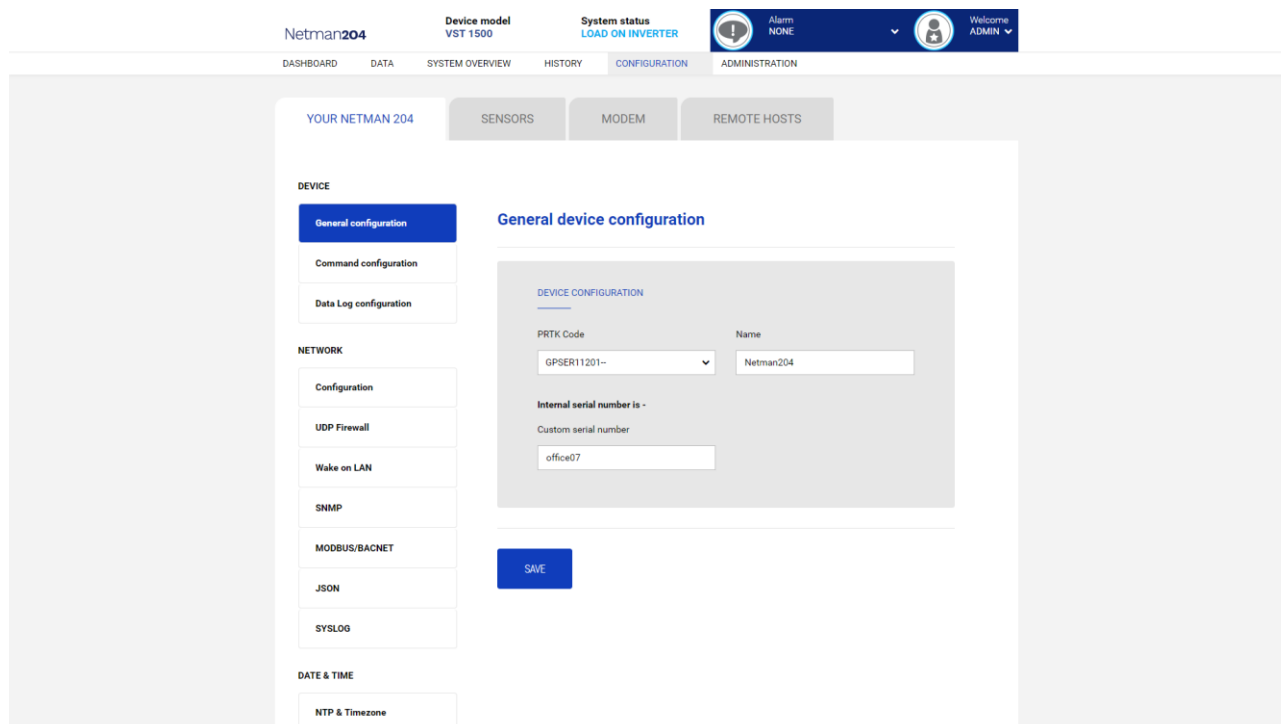 Netman204
Device model
VST 1500
System status
LOAD ON INVERTER
Alarm
NONE
Welcome
ADMIN
DASHBOARD DATA SYSTEM OVERVIEW HISTORY CONFIGURATION ADMINISTRATION
YOUR NETMAN 204 SENSORS MODEM REMOTE HOSTS
DEVICE
General configuration
Command configuration
Data Log configuration
NETWORK
Configuration
UDP Firewall
Wake on LAN
SNMP
MODBUS/BACNET
JSON
SYSLOG
DATE & TIME
NTP & Timezone
General device configuration
DEVICE CONFIGURATION
PRTK Code
GPSER11201--
Name
Netman204
Internal serial number is -
Custom serial number
office07
SAVE